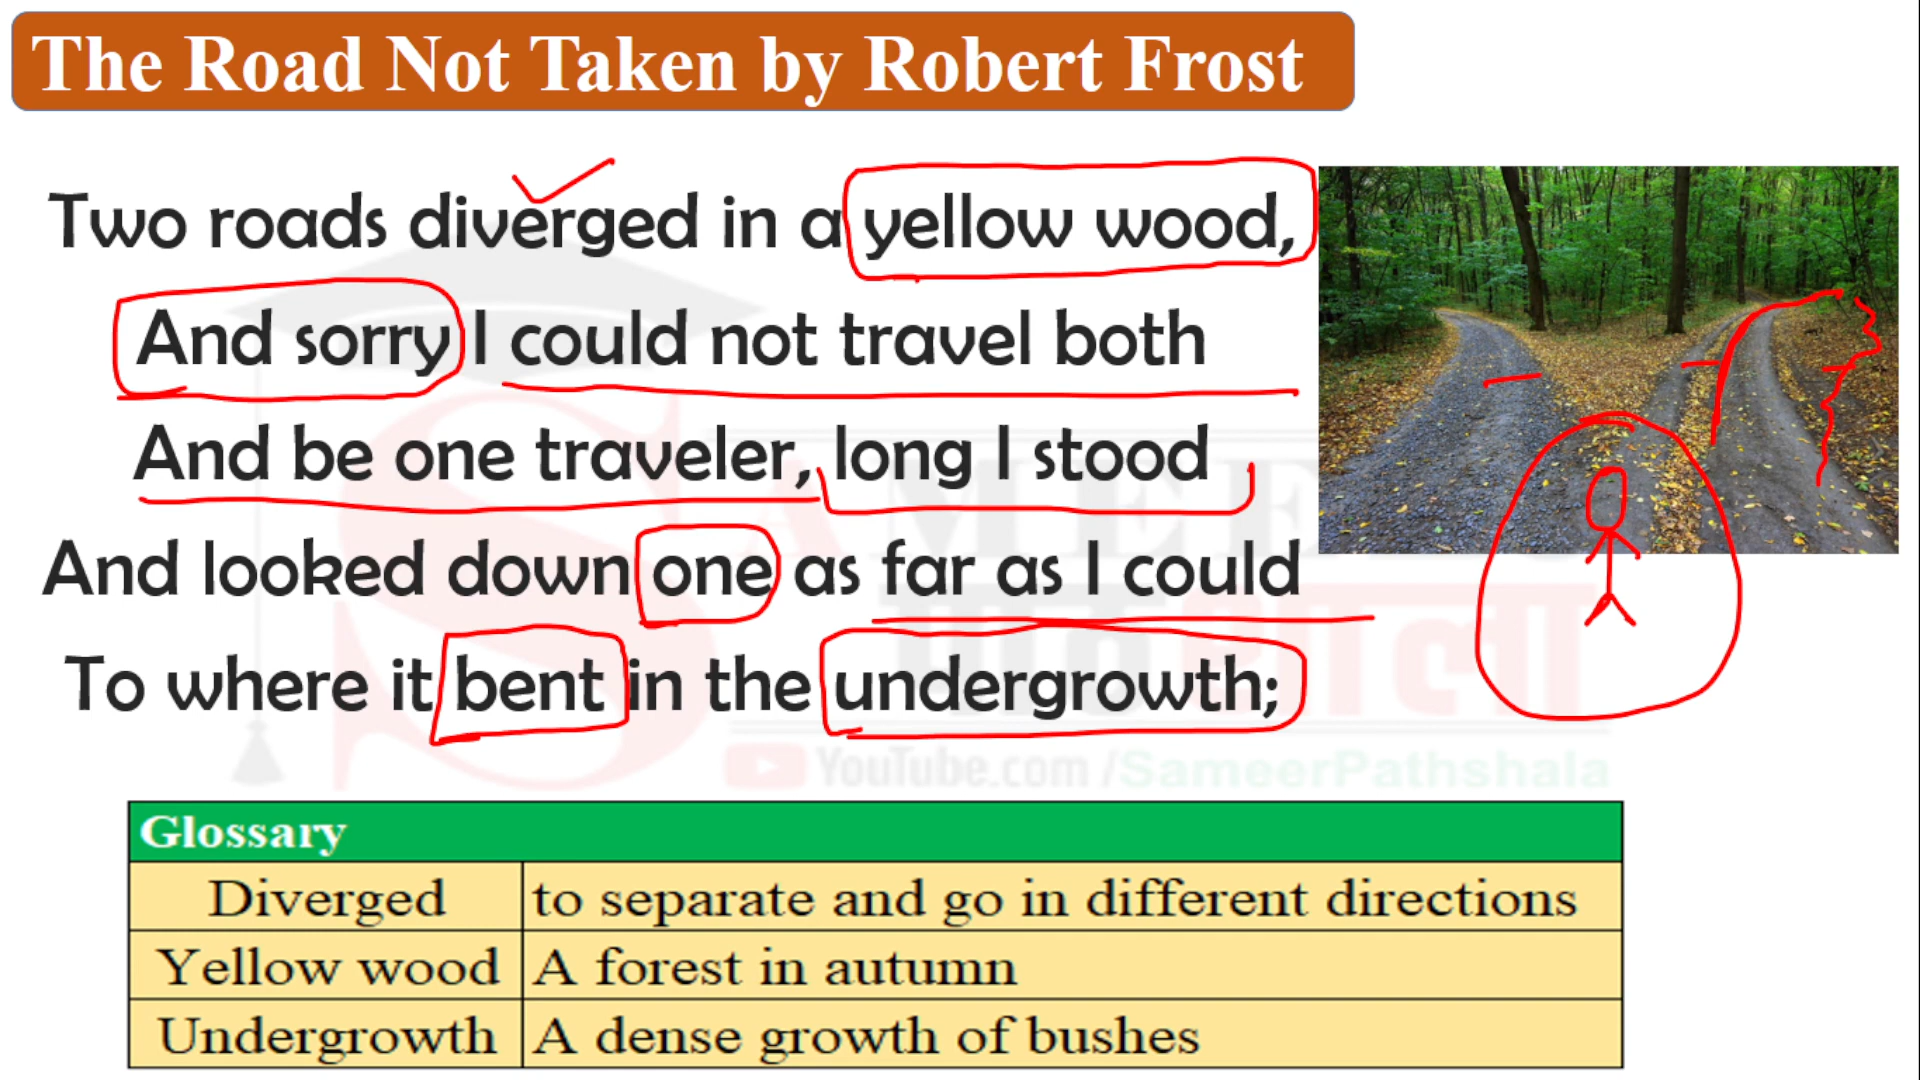 The Road Not Taken by Robert Frost
Two roads diverged in a yellow wood,
And sorry I could not travel both
And be one traveler, long I stood
And looked down one as far as I could
To where it bent in the undergrowth;
SAMEER
पाठशाला
YouTube.com/SameerPathshala
Glossary
Diverged to separate and go in different directions
Yellow wood A forest in autumn
Undergrowth A dense growth of bushes